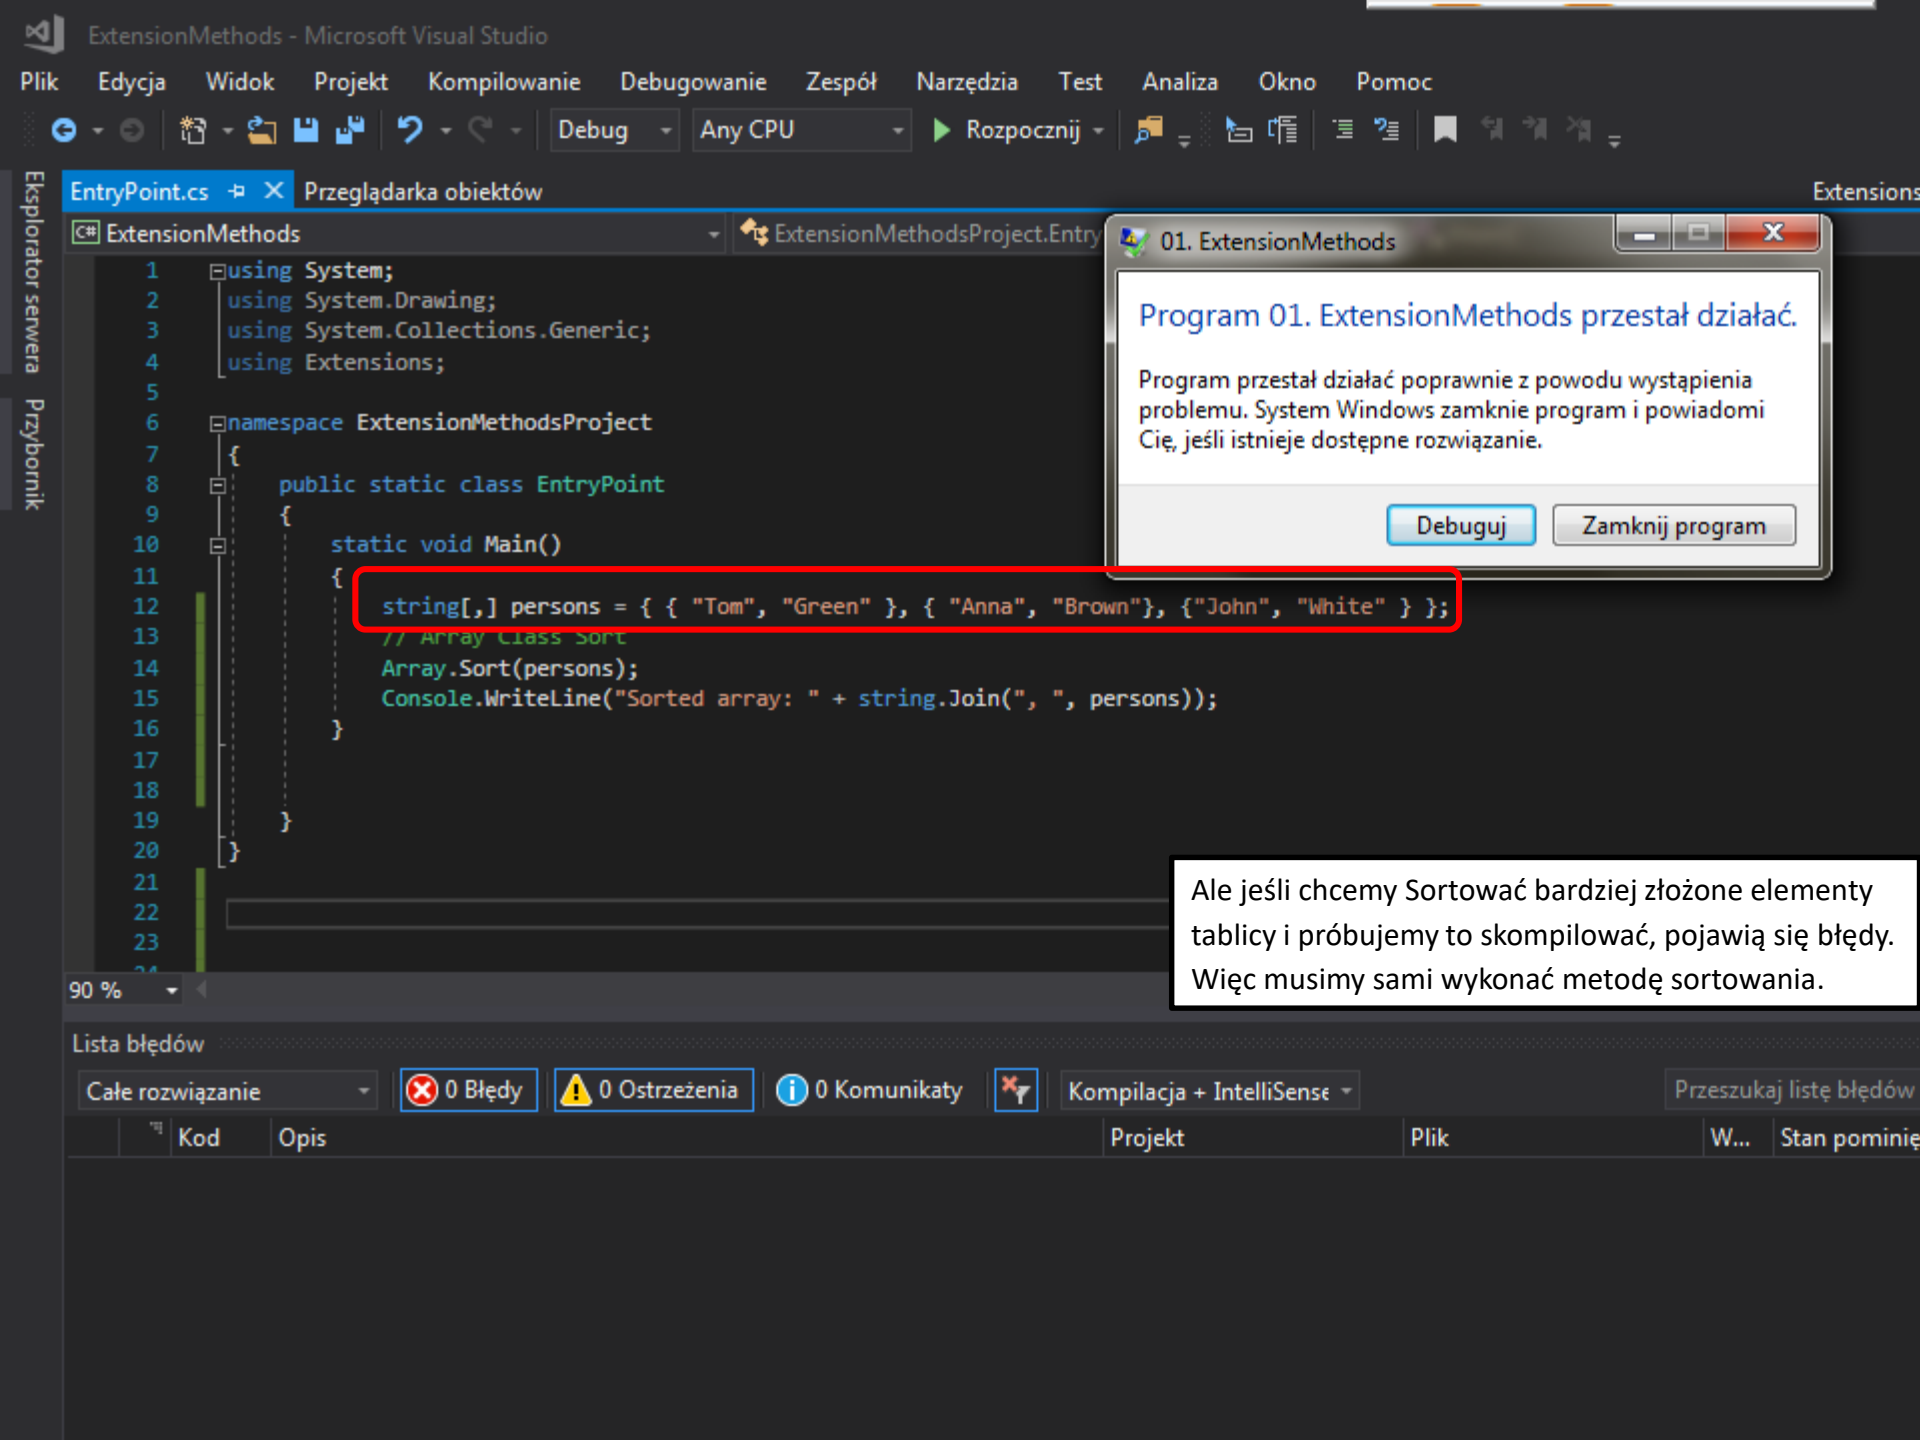 ExtensionMethods - Microsoft Visual Studio
Plik Edycja Widok Projekt Kompilowanie Debugowanie Zespół Narzędzia Test Analiza Okno Pomoc
Debug Any CPU Rozpocznij
Eksplorator serwera
Przybornik
EntryPoint.cs Przeglądarka obiektów Extensions
C# ExtensionMethods ExtensionMethodsProject.Entry
01. ExtensionMethods
Program 01. ExtensionMethods przestał działać.
Program przestał działać poprawnie z powodu wystąpienia
problemu. System Windows zamknie program i powiadomi
Cię, jeśli istnieje dostępne rozwiązanie.
Debuguj Zamknij program
1 using System;
2 using System.Drawing;
3 using System.Collections.Generic;
4 using Extensions;
5
6 namespace ExtensionMethodsProject
7 {
8 public static class EntryPoint
9 {
10 static void Main()
11 {
12 string[,] persons = { { "Tom", "Green" }, { "Anna", "Brown"}, {"John", "White" } };
13 // Array Class Sort
14 Array.Sort(persons);
15 Console.WriteLine("Sorted array: " + string.Join(", ", persons));
16 }
17
18
19 }
20 }
21
22
23
24
Ale jeśli chcemy Sortować bardziej złożone elementy
tablicy i próbujemy to skompilować, pojawią się błędy.
Więc musimy sami wykonać metodę sortowania.
90 %
Lista błędów
Całe rozwiązanie 0 Błędy 0 Ostrzeżenia 0 Komunikaty Kompilacja + IntelliSense Przeszukaj listę błędów
Kod Opis Projekt Plik W... Stan pominię